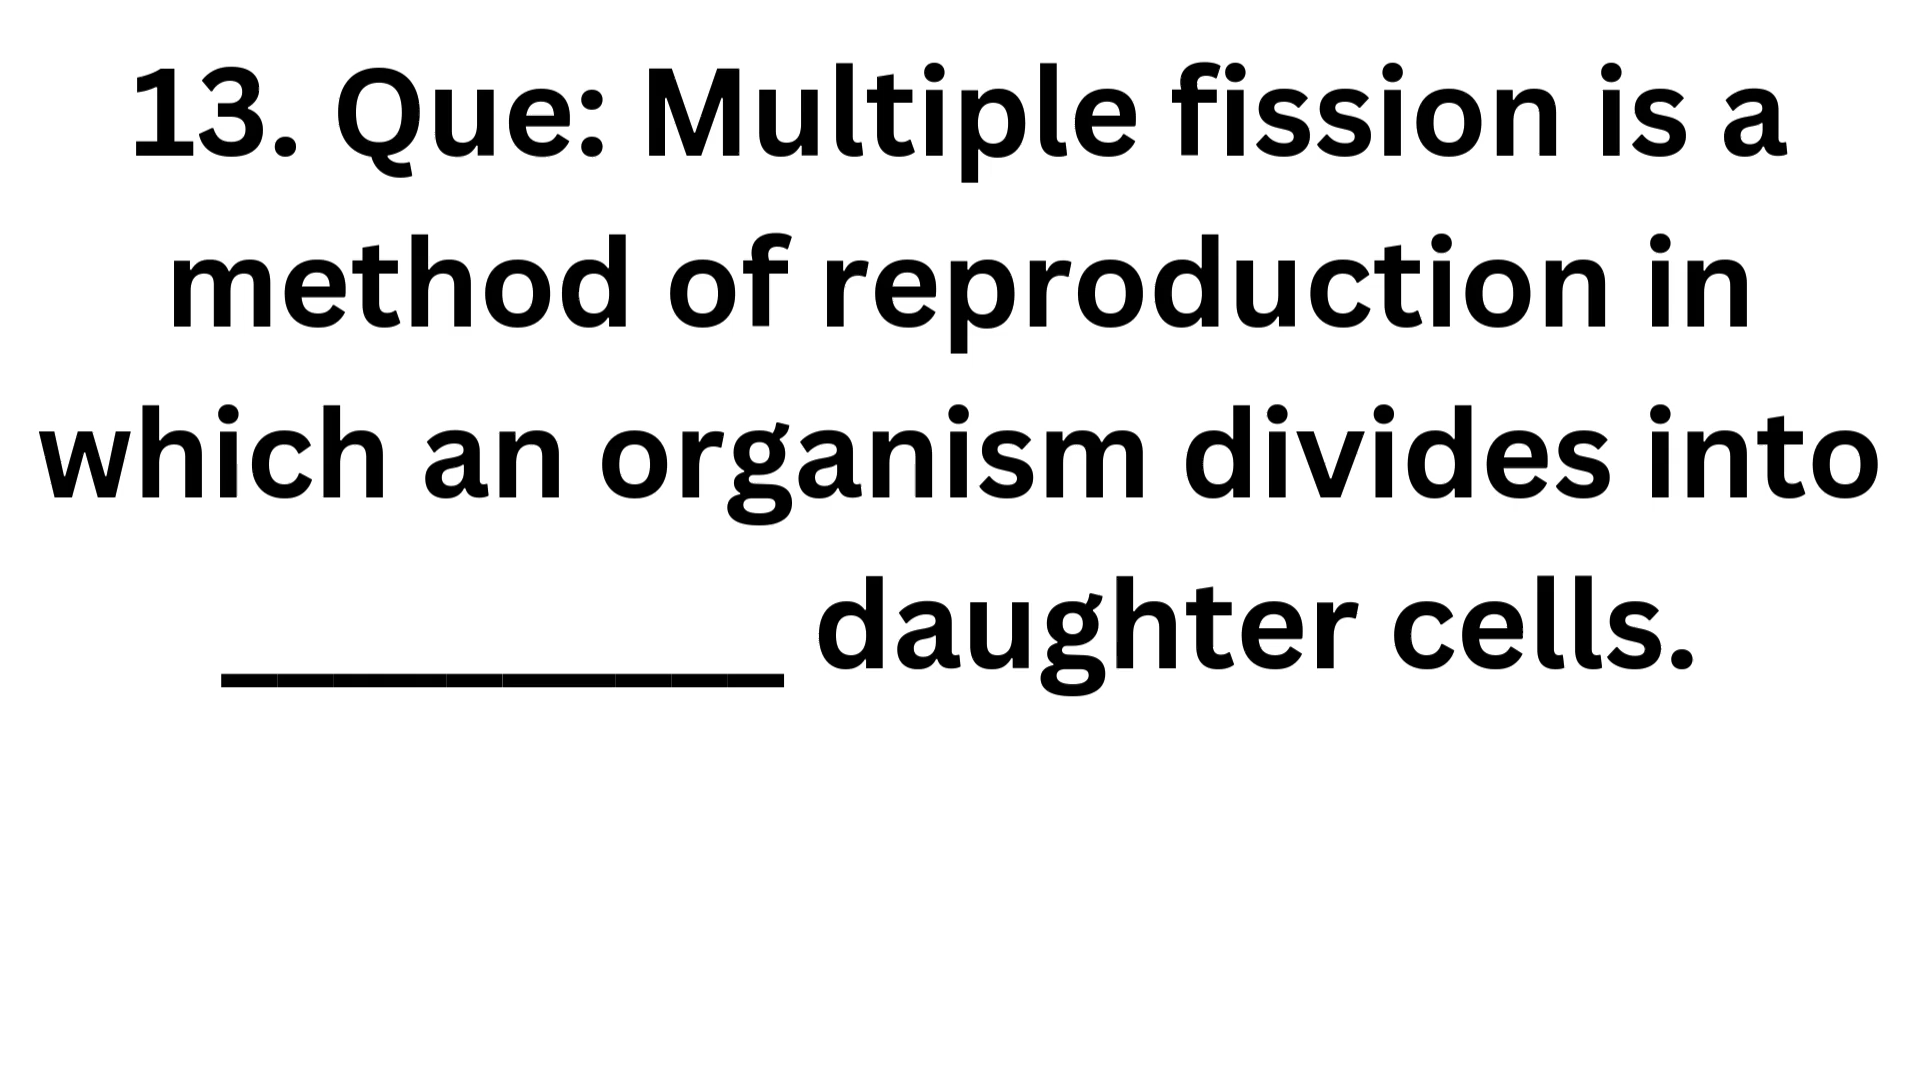 13. Que: Multiple fission is a
method of reproduction in
which an organism divides into
__________ daughter cells.